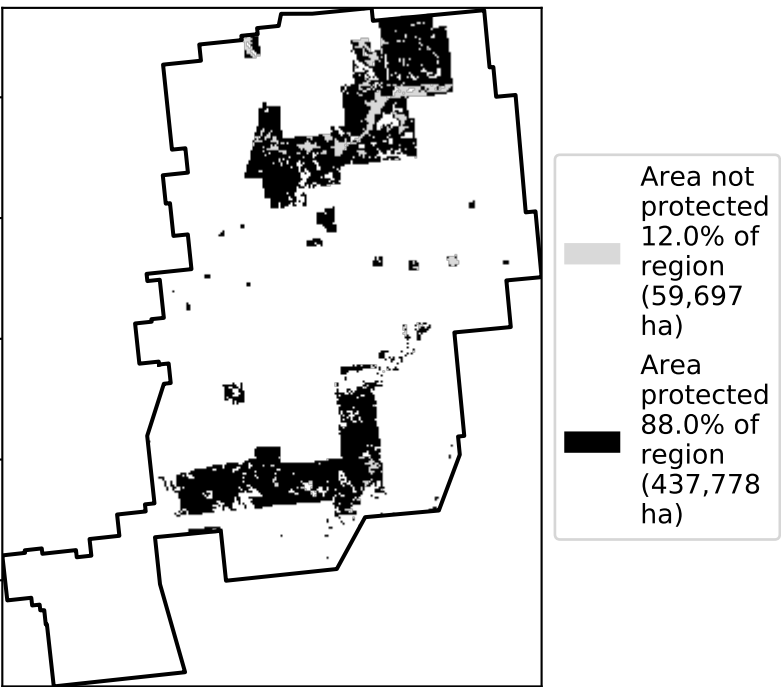 Area not
protected
12.0% of
region
(59,697
ha)
Area
protected
88.0% of
region
(437,778
ha)